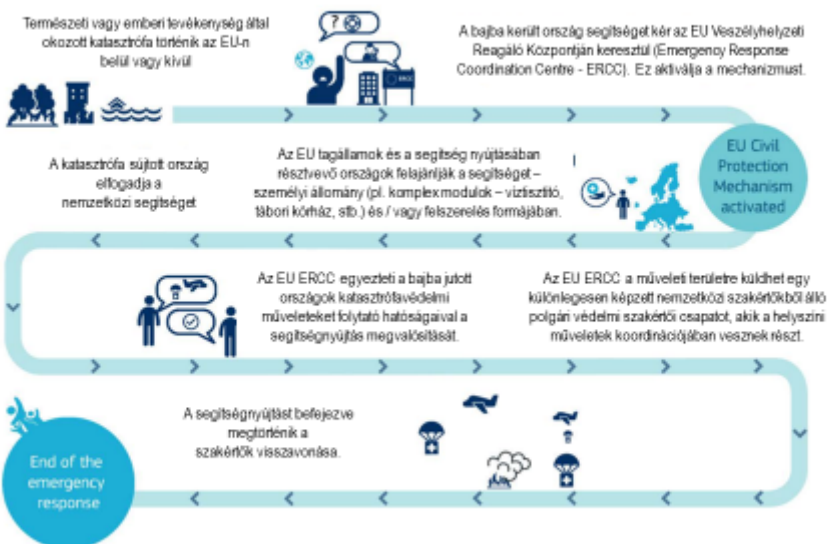 Természeti vagy emberi tevékenység által
okozott katasztrófa történik az EU-n
belül vagy kívül
?
ERCC
A bajba került ország segítséget kér az EU Veszélyhelyzeti
Reagáló Központján keresztül (Emergency Response
Coordination Centre - ERCC). Ez aktiválja a mechanizmust.
EU Civil
Protection
Mechanism
activated
Az EU tagállamok és a segítség nyújtásában
résztvevő országok felajánlják a segítséget –
személyi állomány (pl. komplex modulok – víztisztító,
tábori kórház, stb.) és / vagy felszerelés formájában.
A katasztrófa sújtott ország
elfogadja a
nemzetközi segítséget
Az EU ERCC egyezteti a bajba jutott
országok katasztrófavédelmi
műveleteket folytató hatóságaival a
segítségnyújtás megvalósítását.
Az EU ERCC a műveleti területre küldhet egy
különlegesen képzett nemzetközi szakértőkből álló
polgári védelmi szakértői csapatot, akik a helyszíni
műveletek koordinációjában vesznek részt.
A segítségnyújtást befejezve
megtörténik a
szakértők visszavonása.
End of the
emergency
response